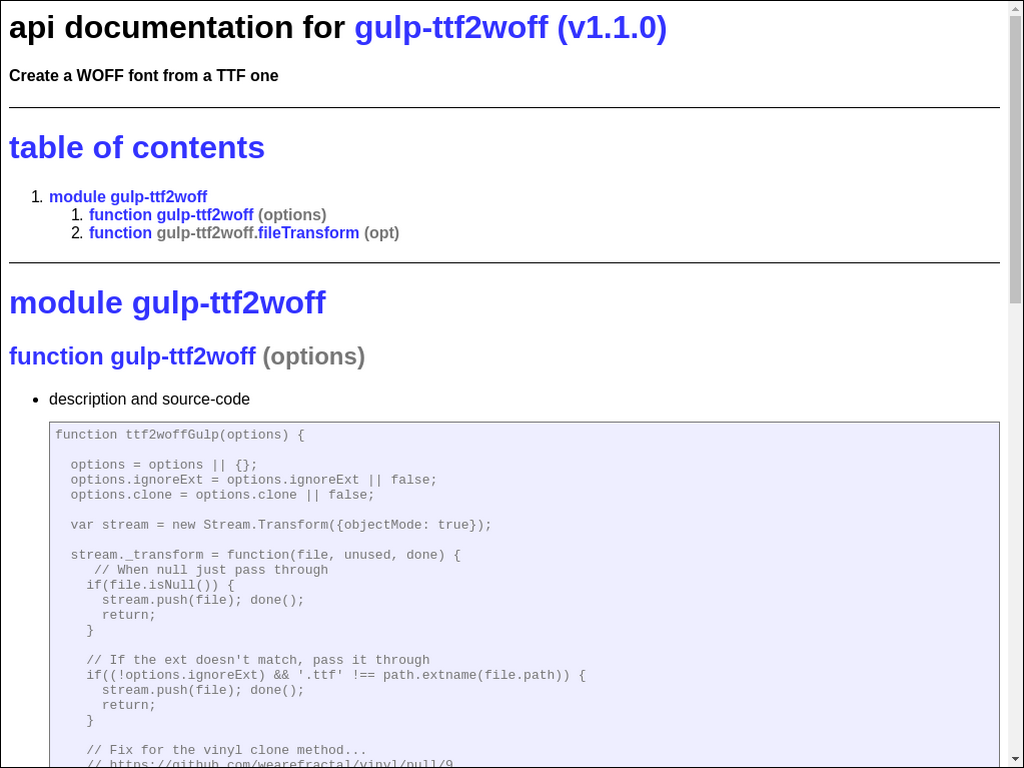 api documentation for gulp-ttf2woff (v1.1.0)
Create a WOFF font from a TTF one
table of contents
1. module gulp-ttf2woff
1. function gulp-ttf2woff (options)
2. function gulp-ttf2woff.fileTransform (opt)
module gulp-ttf2woff
function gulp-ttf2woff (options)
• description and source-code
function ttf2woffGulp(options) {
options = options || {};
options.ignoreExt = options.ignoreExt || false;
options.clone = options.clone || false;
var stream = new Stream.Transform({objectMode: true});
stream._transform = function(file, unused, done) {
// When null just pass through
if(file.isNull()) {
stream.push(file); done();
return;
}
// If the ext doesn't match, pass it through
if((!options.ignoreExt) && '.ttf' !== path.extname(file.path)) {
stream.push(file); done();
return;
}
// Fix for the vinyl clone method...
// https://github.com/wearefractal/vinyl/pull/9